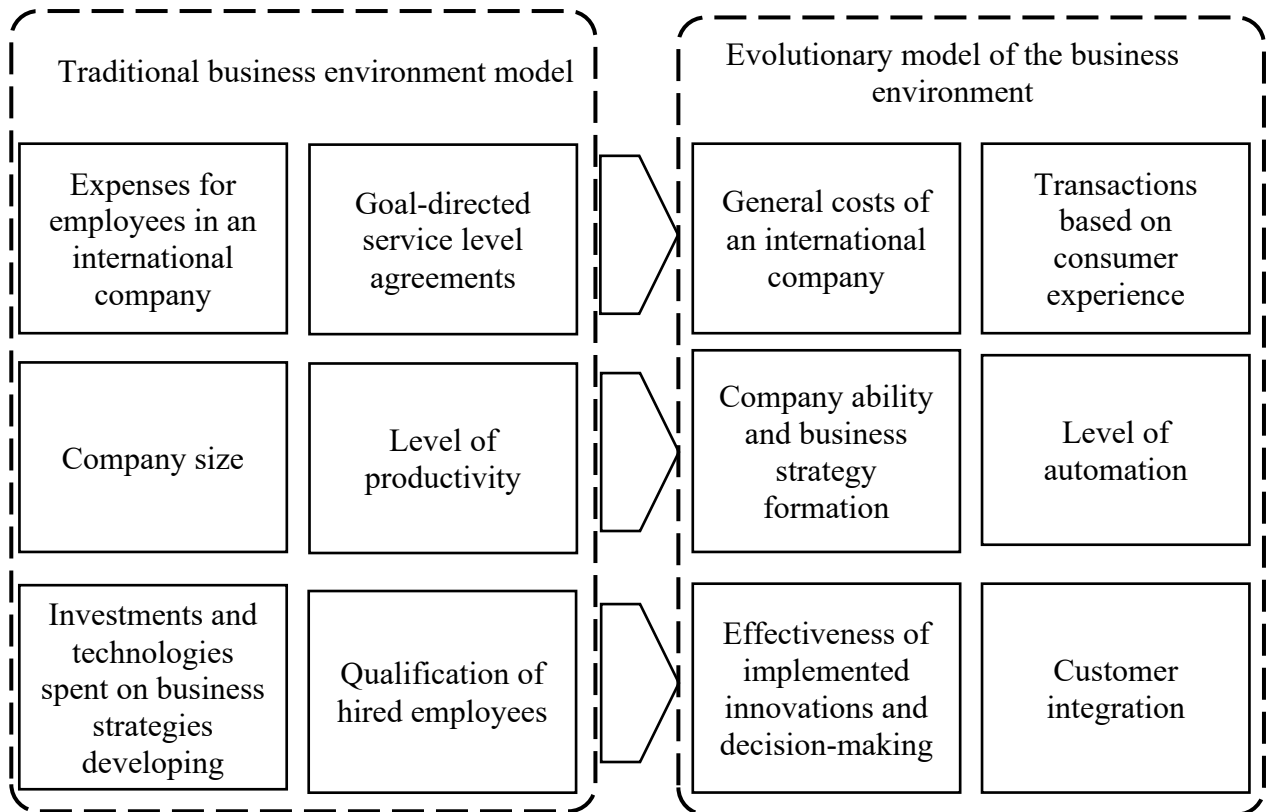 Traditional business environment model
Expenses for
employees in an
international
company
Goal-directed
service level
agreements
Company size
Level of
productivity
Investments and
technologies
spent on business
strategies
developing
Qualification of
hired employees
Evolutionary model of the business
environment
General costs of
an international
company
Transactions
based on
consumer
experience
Company ability
and business
strategy
formation
Level of
automation
Effectiveness of
implemented
innovations and
decision-making
Customer
integration